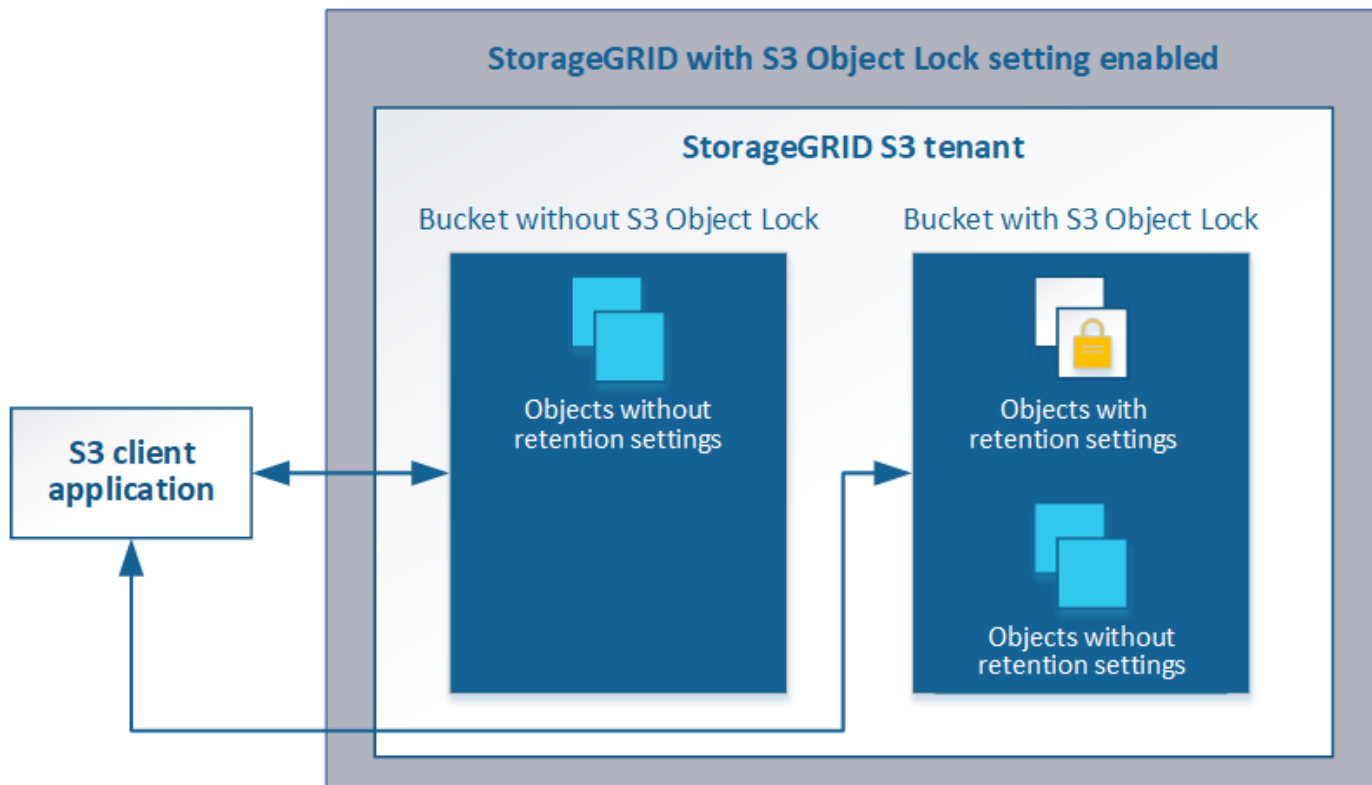 StorageGRID with S3 Object Lock setting enabled
StorageGRID S3 tenant
Bucket without S3 Object Lock
Bucket with S3 Object Lock
Objects without
retention settings
Objects with
retention settings
S3 client
application
Objects without
retention settings